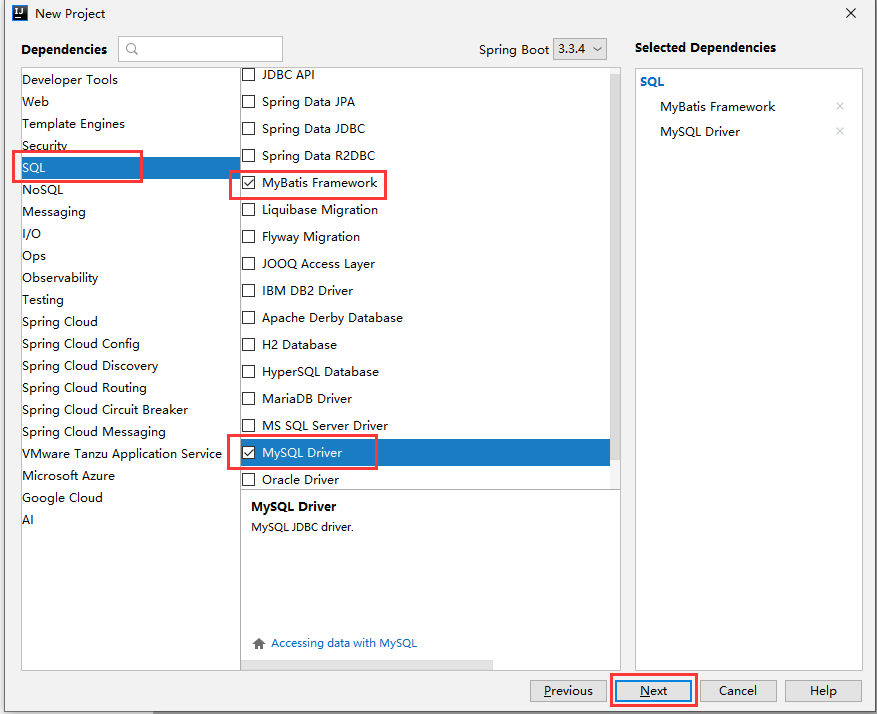 New Project
Dependencies
Spring Boot 3.3.4
Selected Dependencies
Developer Tools
Web
Template Engines
Security
SQL
NoSQL
Messaging
I/O
Ops
Observability
Testing
Spring Cloud
Spring Cloud Config
Spring Cloud Discovery
Spring Cloud Routing
Spring Cloud Circuit Breaker
Spring Cloud Messaging
VMware Tanzu Application Service
Microsoft Azure
Google Cloud
AI
JDBC API
Spring Data JPA
Spring Data JDBC
Spring Data R2DBC
MyBatis Framework
Liquibase Migration
Flyway Migration
JOOQ Access Layer
IBM DB2 Driver
Apache Derby Database
H2 Database
HyperSQL Database
MariaDB Driver
MS SQL Server Driver
MySQL Driver
Oracle Driver
MySQL Driver
MySQL JDBC driver.
Accessing data with MySQL
SQL
MyBatis Framework
MySQL Driver
Previous
Next
Cancel
Help